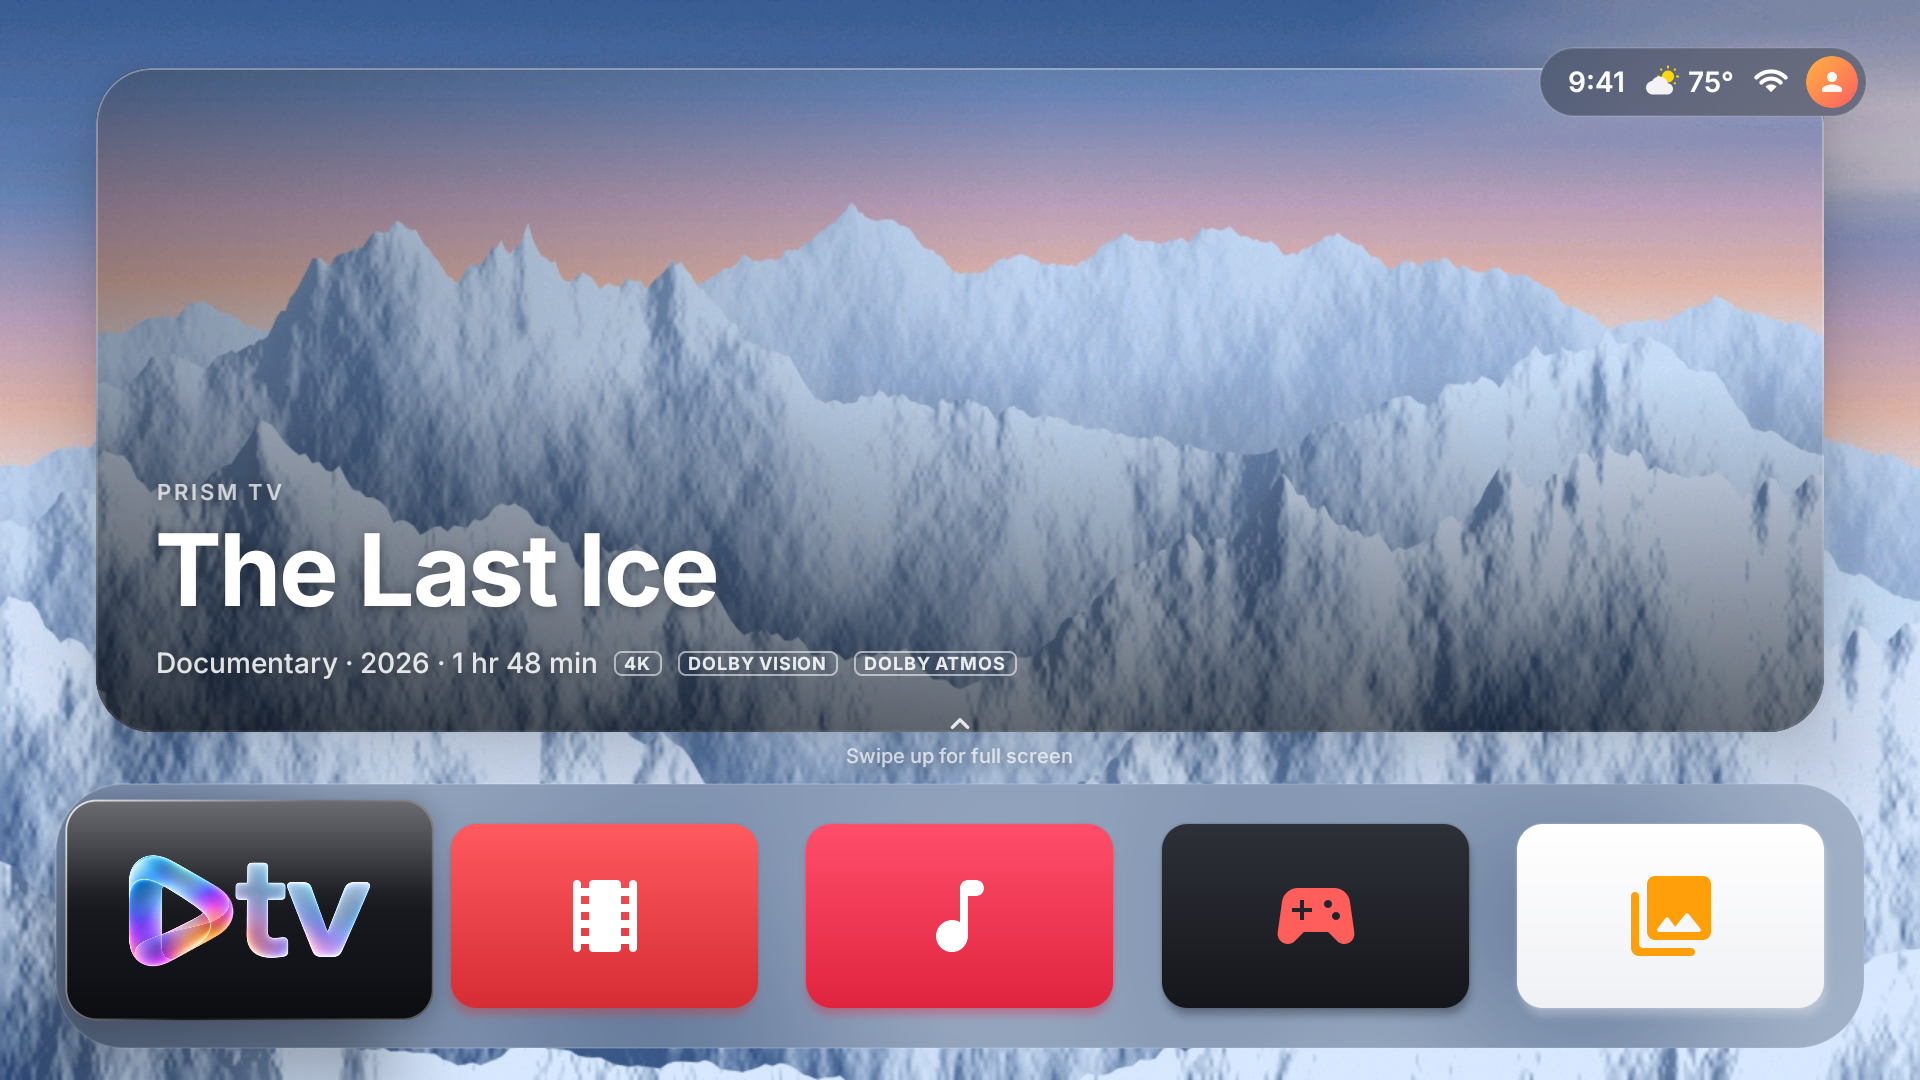 9:41 75°
PRISM TV
The Last Ice
Documentary · 2026 · 1 hr 48 min 4K DOLBY VISION DOLBY ATMOS
Swipe up for full screen
tv